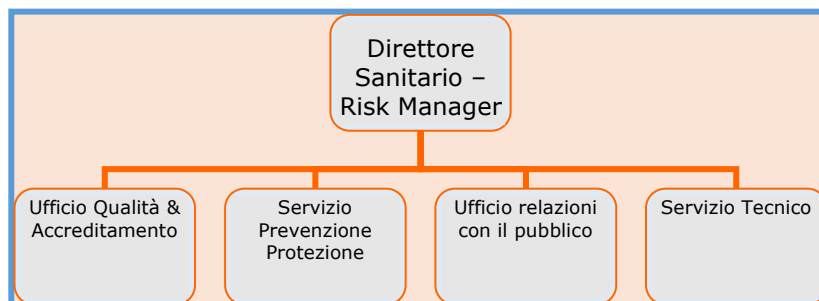 Direttore
Sanitario –
Risk Manager
Ufficio Qualità &
Accreditamento
Servizio
Prevenzione
Protezione
Ufficio relazioni
con il pubblico
Servizio Tecnico